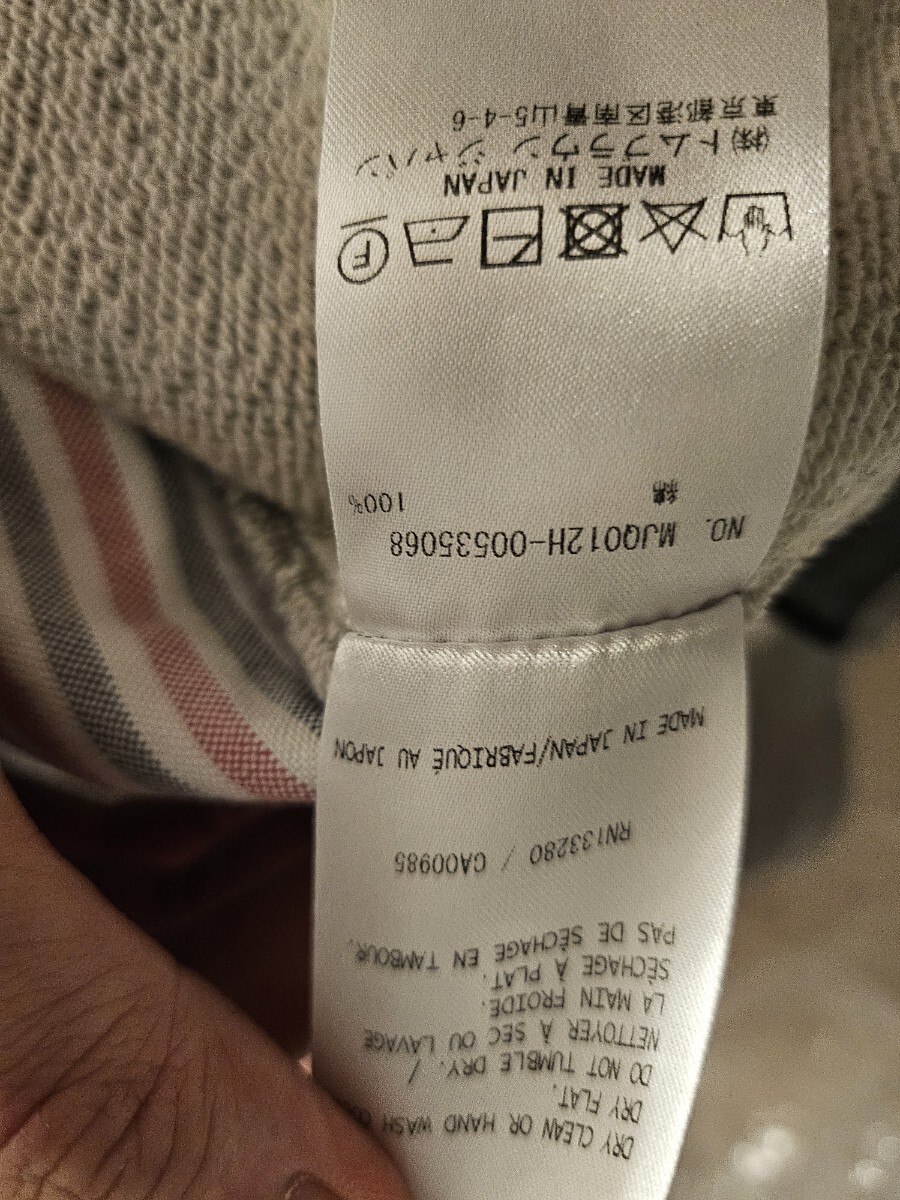 DRY CLEAN OR HAND WASH
DRY FLAT.
DO NOT TUMBLE DRY. /
NETTOYER À SEC OU LAVAGE
LA MAIN FROIDE.
SÉCHAGE À PLAT.
PAS DE SÉCHAGE EN TAMBOUR.
RN133280 / CA00985
MADE IN JAPAN/FABRIQUÉ AU JAPON
NO. MJQ012H-00535068
綿 100%
F
MADE IN JAPAN
(株)トムブラウン ジャパン
東京都港区南青山5-4-6